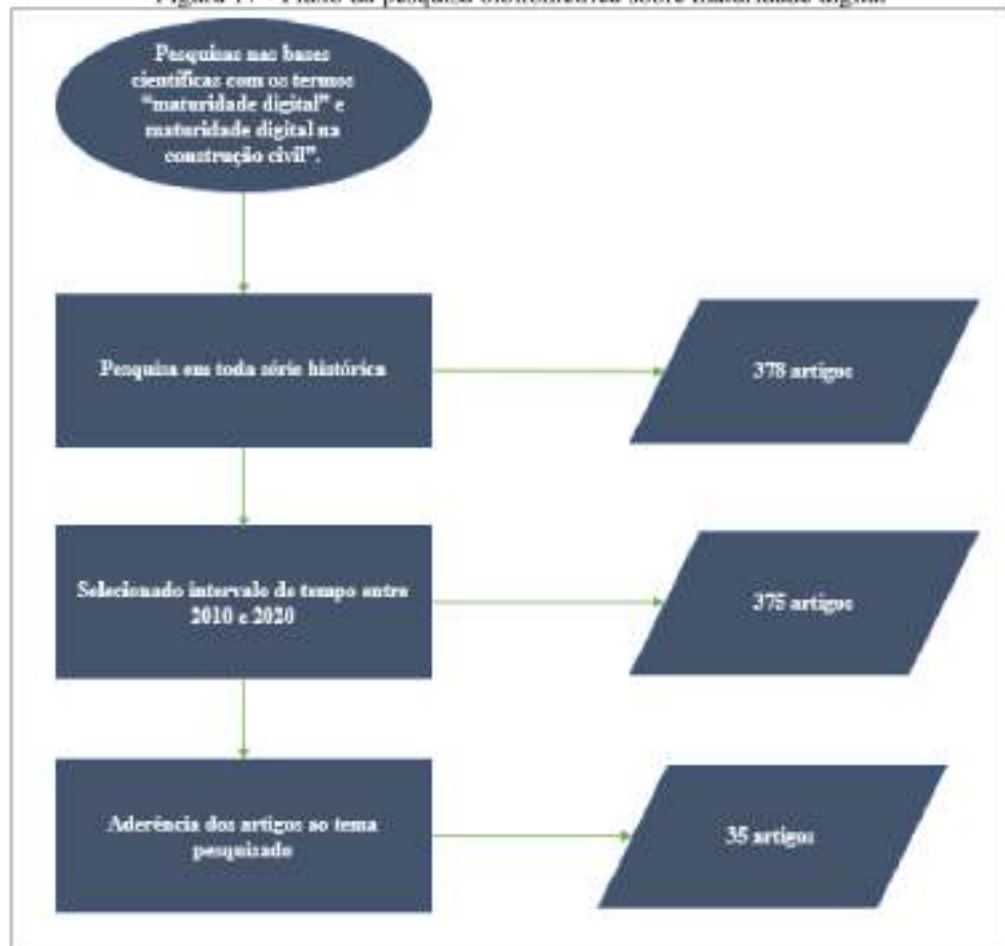 Pesquisas nas bases
científicas com os termos
“maturidade digital” e
maturidade digital na
construção civil”.
Pesquisa em toda série histórica
378 artigos
Selecionado intervalo de tempo entre
2010 e 2020
375 artigos
Aderência dos artigos ao tema
pesquisado
35 artigos